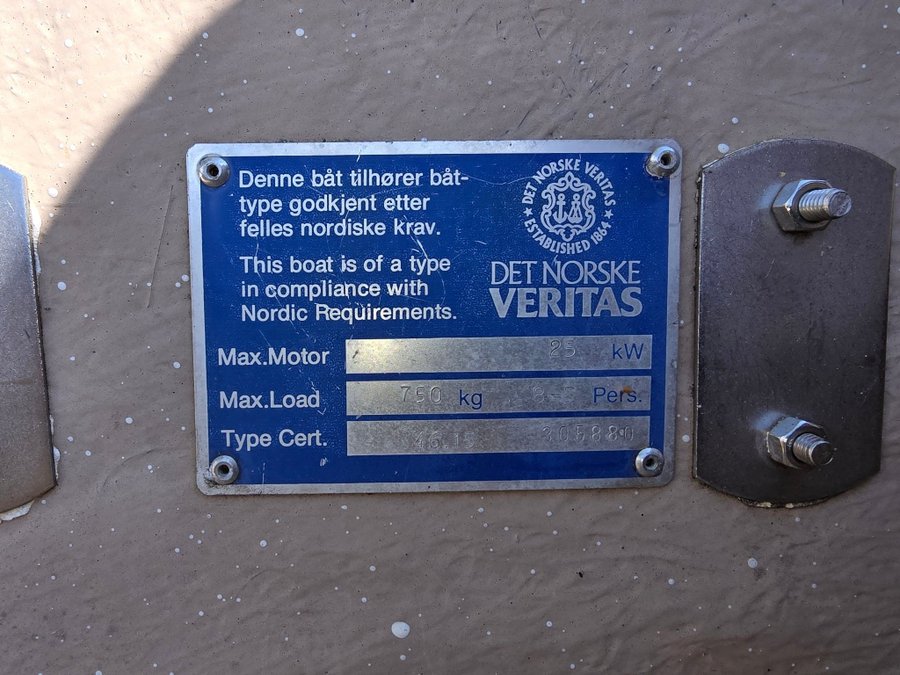 Denne båt tilhører båt-
type godkjent etter
felles nordiske krav.
This boat is of a type
in compliance with
Nordic Requirements.
★ DET NORSKE VERITAS ★
ESTABLISHED 1864
DET NORSKE
VERITAS
Max.Motor 25 kW
Max.Load 750 kg Pers.
Type Cert. 305880